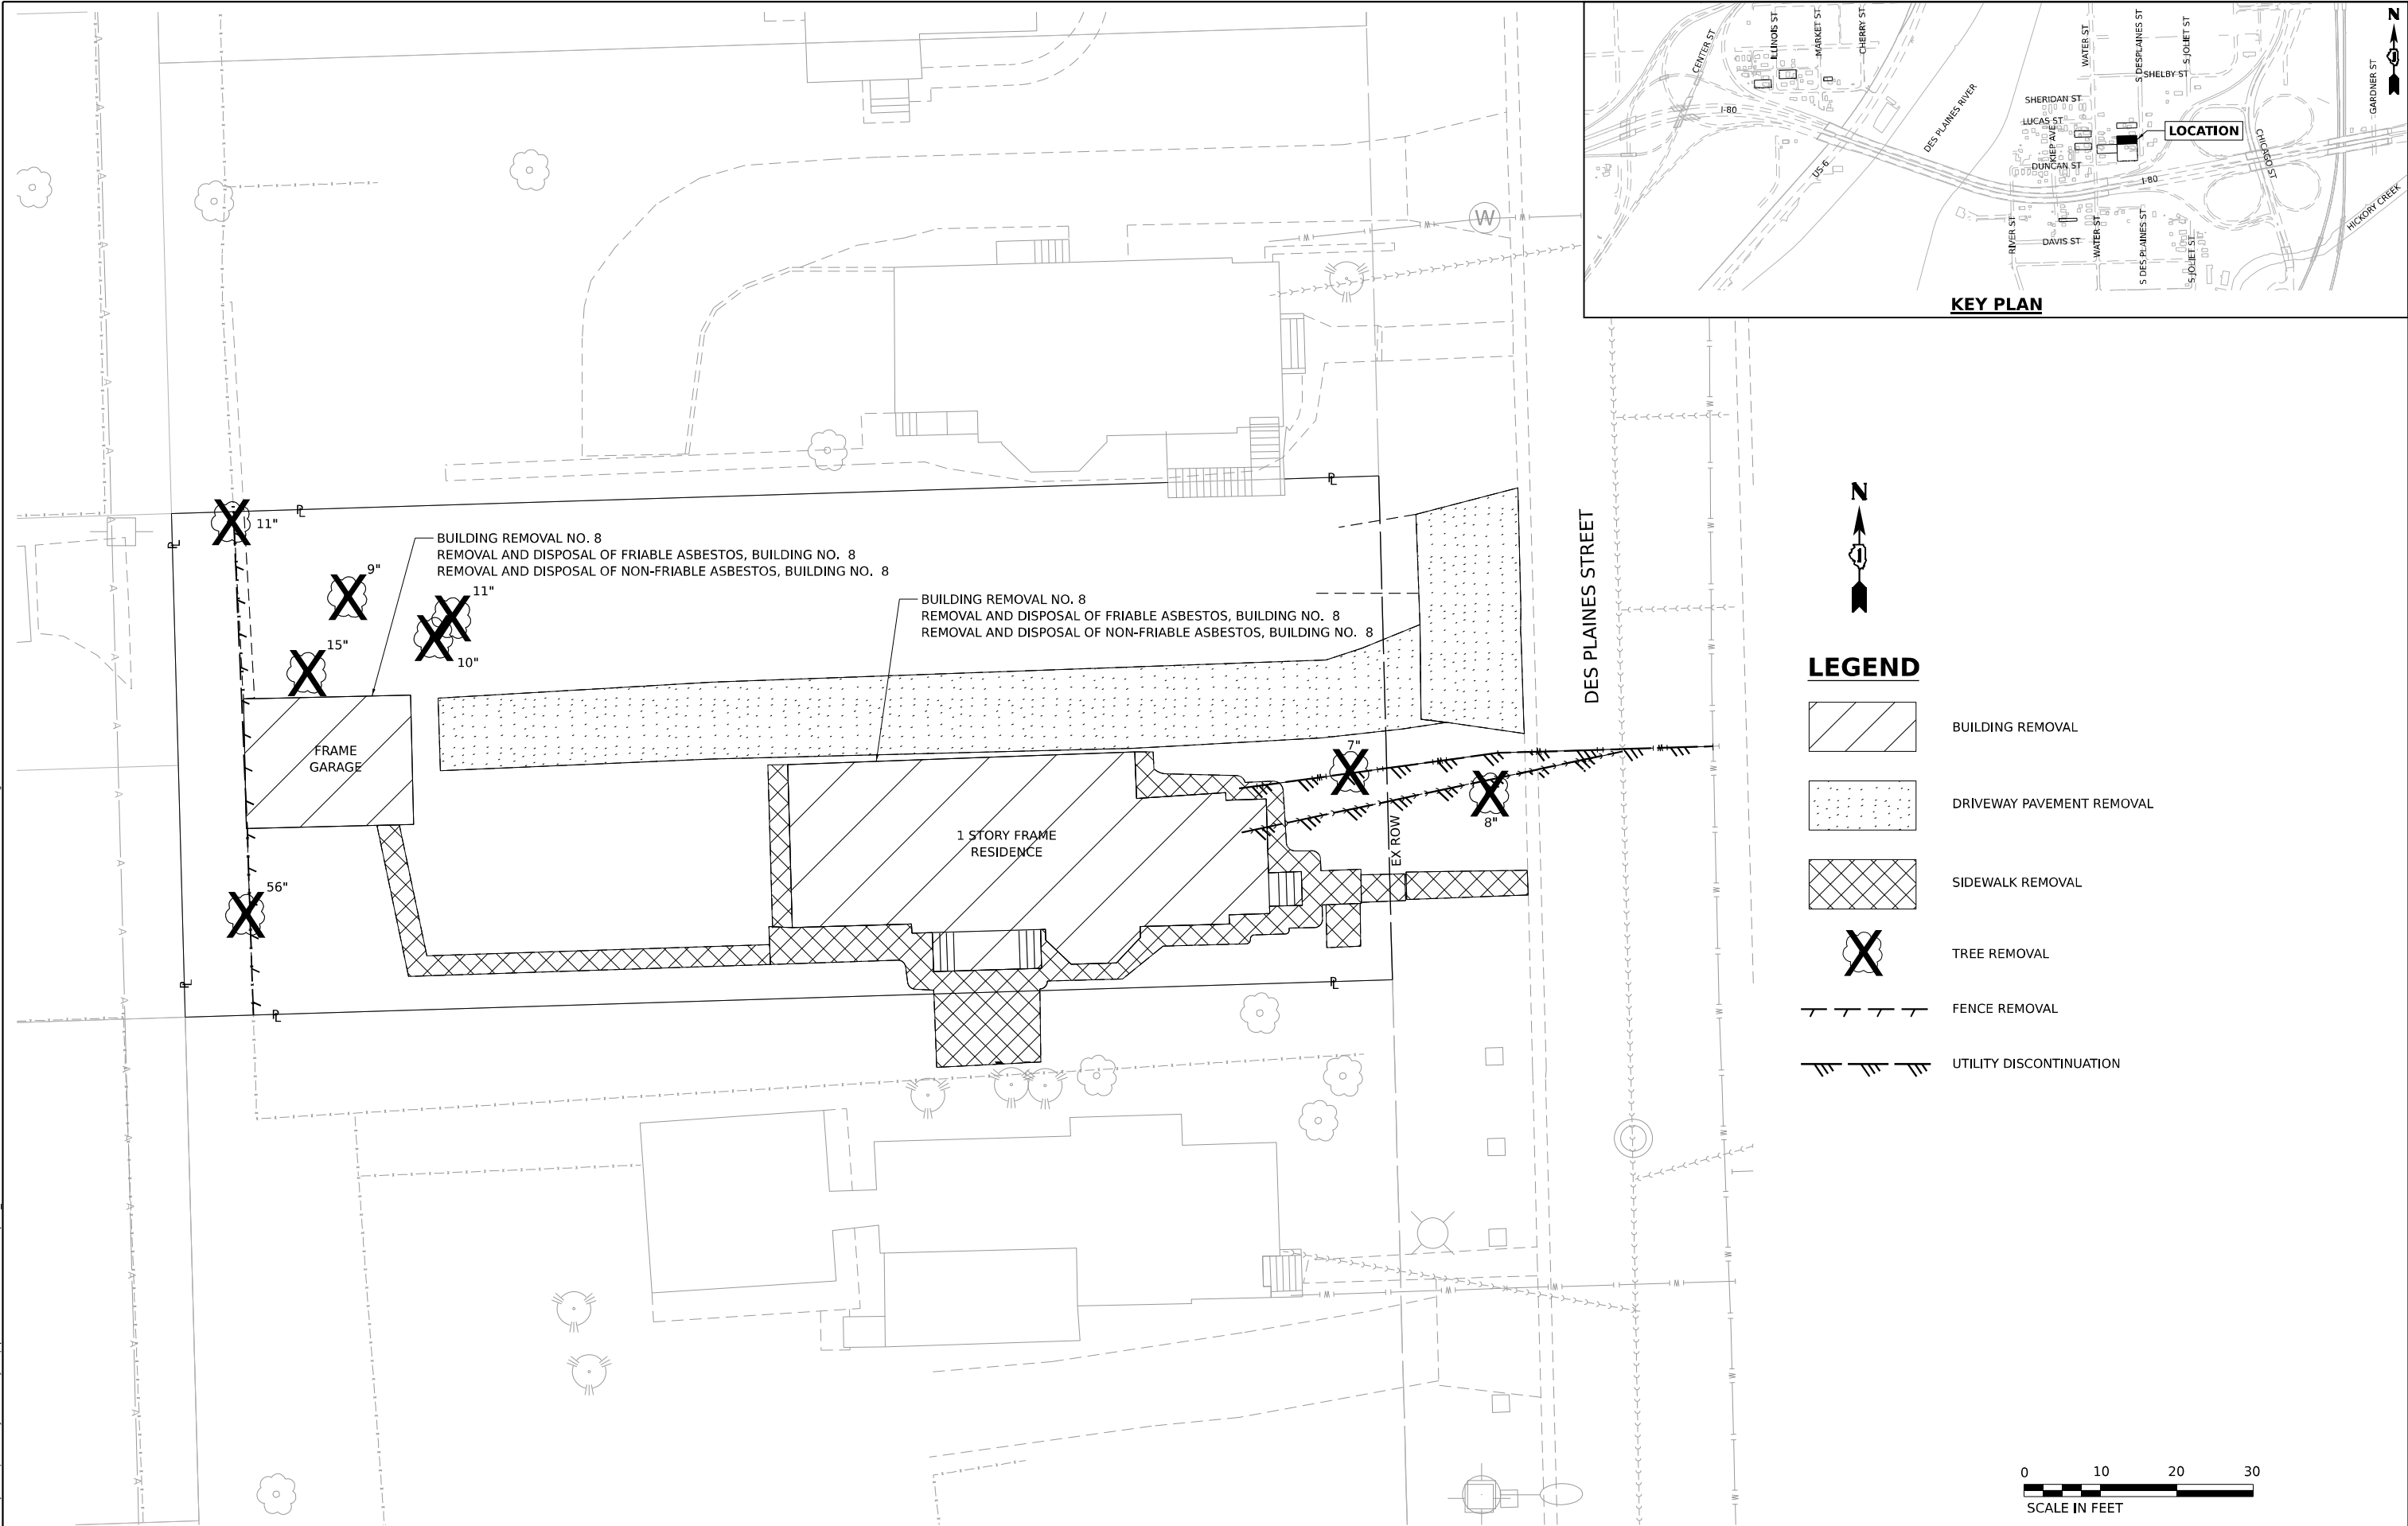 CENTER ST
ILLINOIS ST
MARKET ST
CHERRY ST
I-80
US-6
DES PLAINES RIVER
WATER ST
S DESPLAINES ST
S JOLIET ST
SHELBY ST
SHERIDAN ST
LUCAS ST
KIEP AVE
DUNCAN ST
LOCATION
I-80
CHICAGO ST
GARDNER ST
N
HICKORY CREEK
RIVER ST
DAVIS ST
WATER ST
S DES PLAINES ST
S JOLIET ST
KEY PLAN
W
11"
BUILDING REMOVAL NO. 8
REMOVAL AND DISPOSAL OF FRIABLE ASBESTOS, BUILDING NO. 8
REMOVAL AND DISPOSAL OF NON-FRIABLE ASBESTOS, BUILDING NO. 8
9"
11"
10"
15"
BUILDING REMOVAL NO. 8
REMOVAL AND DISPOSAL OF FRIABLE ASBESTOS, BUILDING NO. 8
REMOVAL AND DISPOSAL OF NON-FRIABLE ASBESTOS, BUILDING NO. 8
DES PLAINES STREET
FRAME
GARAGE
7"
8"
1 STORY FRAME
RESIDENCE
EX ROW
56"
N
LEGEND
BUILDING REMOVAL
DRIVEWAY PAVEMENT REMOVAL
SIDEWALK REMOVAL
TREE REMOVAL
FENCE REMOVAL
UTILITY DISCONTINUATION
0 10 20 30
SCALE IN FEET